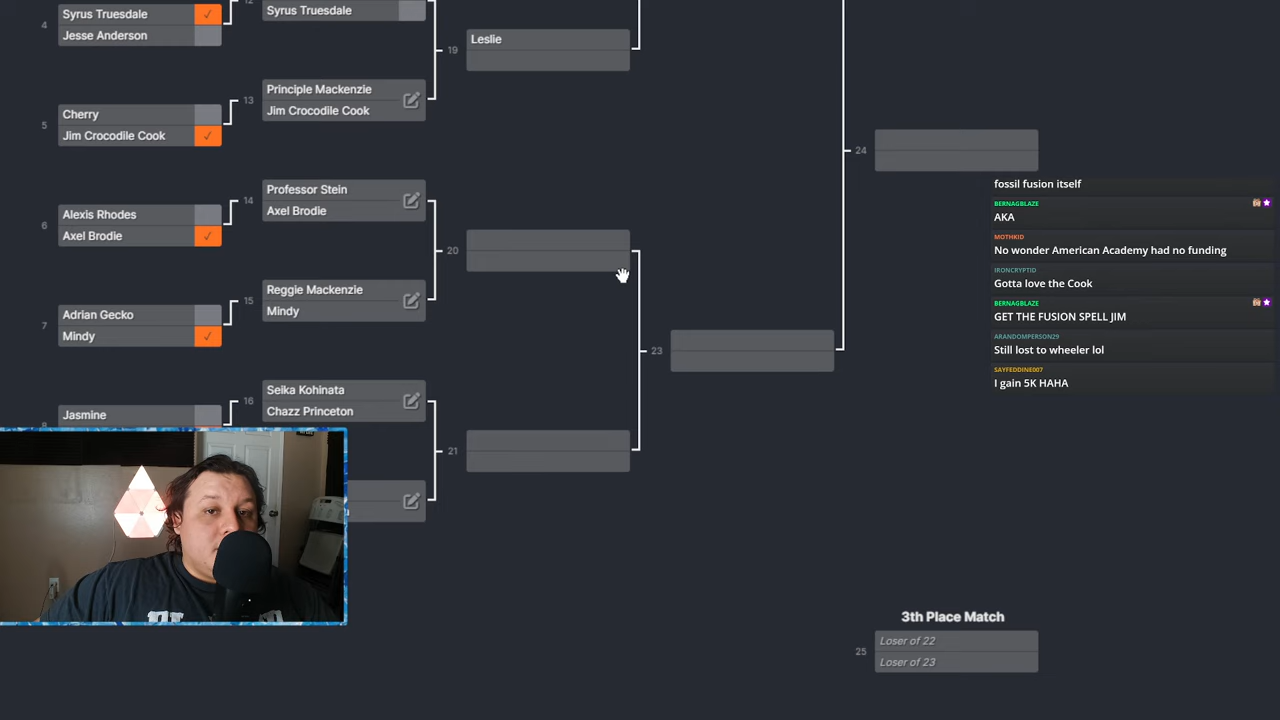 4
Syrus Truesdale
✓
Jesse Anderson
Syrus Truesdale
19
Leslie
5
Cherry
Jim Crocodile Cook
✓
13
Principle Mackenzie
Jim Crocodile Cook
6
Alexis Rhodes
Axel Brodie
✓
14
Professor Stein
Axel Brodie
20
24
7
Adrian Gecko
Mindy
✓
15
Reggie Mackenzie
Mindy
23
Jasmine
16
Seika Kohinata
Chazz Princeton
21
3th Place Match
25
Loser of 22
Loser of 23
fossil fusion itself
BERNAGBLAZE
AKA
MOTHKID
No wonder American Academy had no funding
IRONCRYPTID
Gotta love the Cook
BERNAGBLAZE
GET THE FUSION SPELL JIM
ARANDOMPERSON29
Still lost to wheeler lol
SAYFEDDINE007
I gain 5K HAHA